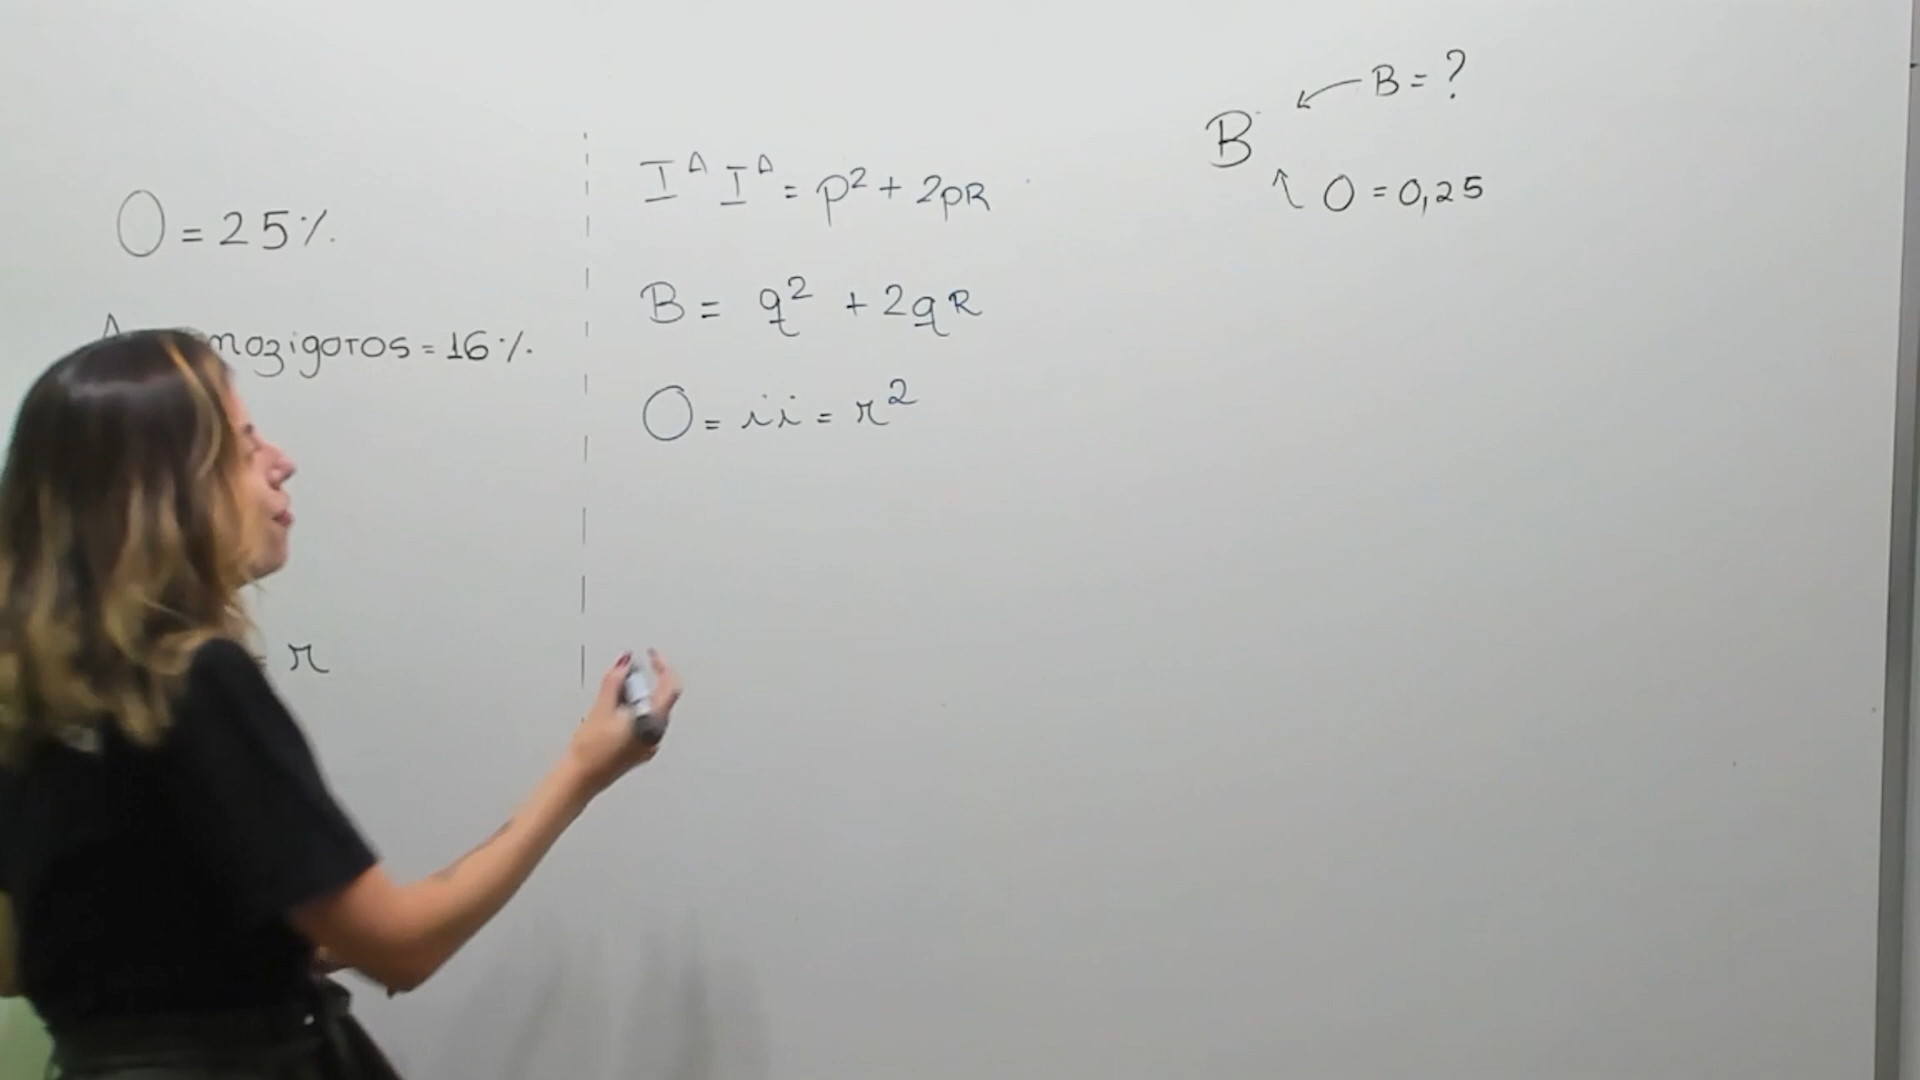 O = 25%
mozigotos = 16%
= r
I^A I^A = p² + 2pR
B = q² + 2qR
O = ii = r²
B = ?
B
O = 0,25